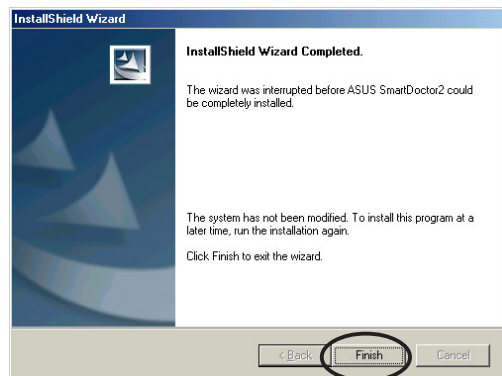 InstallShield Wizard
InstallShield Wizard Completed.
The wizard was interrupted before ASUS SmartDoctor2 could
be completely installed.
The system has not been modified. To install this program at a
later time, run the installation again.
Click Finish to exit the wizard.
< Back Finish Cancel